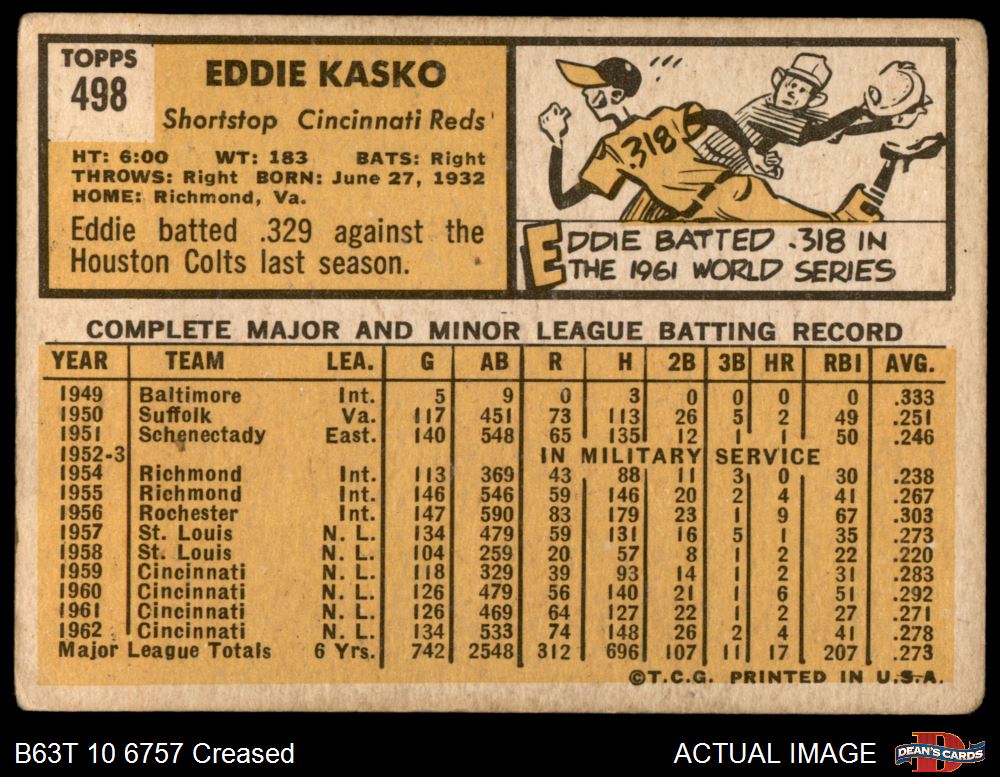 TOPPS
498
EDDIE KASKO
Shortstop Cincinnati Reds
HT: 6:00 WT: 183 BATS: Right
THROWS: Right BORN: June 27, 1932
HOME: Richmond, Va.
Eddie batted .329 against the
Houston Colts last season.
.318
EDDIE BATTED .318 IN
THE 1961 WORLD SERIES
COMPLETE MAJOR AND MINOR LEAGUE BATTING RECORD
YEAR TEAM LEA. G AB R H 2B 3B HR RBI AVG.
1949 Baltimore Int. 5 9 0 3 0 0 0 0 .333
1950 Suffolk Va. 117 451 73 113 26 5 2 49 .251
1951 Schenectady East. 140 548 65 135 12 1 1 50 .246
1952-3 IN MILITARY SERVICE
1954 Richmond Int. 113 369 43 88 11 3 0 30 .238
1955 Richmond Int. 146 546 59 146 20 2 4 41 .267
1956 Rochester Int. 147 590 83 179 23 1 9 67 .303
1957 St. Louis N. L. 134 479 59 131 16 5 1 35 .273
1958 St. Louis N. L. 104 259 20 57 8 1 2 22 .220
1959 Cincinnati N. L. 118 329 39 93 14 1 2 31 .283
1960 Cincinnati N. L. 126 479 56 140 21 1 6 51 .292
1961 Cincinnati N. L. 126 469 64 127 22 1 2 27 .271
1962 Cincinnati N. L. 134 533 74 148 26 2 4 41 .278
Major League Totals 6 Yrs. 742 2548 312 696 107 11 17 207 .273
©T.C.G. PRINTED IN U.S.A.
B63T 10 6757 Creased
ACTUAL IMAGE
DEAN'S CARDS